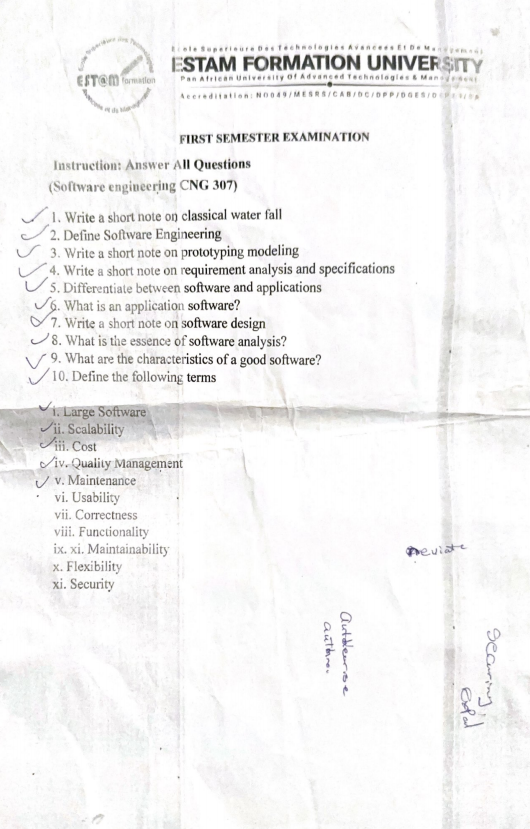 EST@M formation
Ecole Superieure Des Technologies Avancees Et De Management
ESTAM FORMATION UNIVERSITY
Pan African University Of Advanced Technologies & Management
Accreditation: N0049/MESRS/CAB/DC/DPP/DGES/
FIRST SEMESTER EXAMINATION
Instruction: Answer All Questions
(Software engineering CNG 307)
1. Write a short note on classical water fall
2. Define Software Engineering
3. Write a short note on prototyping modeling
4. Write a short note on requirement analysis and specifications
5. Differentiate between software and applications
6. What is an application software?
7. Write a short note on software design
8. What is the essence of software analysis?
9. What are the characteristics of a good software?
10. Define the following terms
i. Large Software
ii. Scalability
iii. Cost
iv. Quality Management
v. Maintenance
vi. Usability
vii. Correctness
viii. Functionality
ix. xi. Maintainability
x. Flexibility
xi. Security
Deviate
Securing